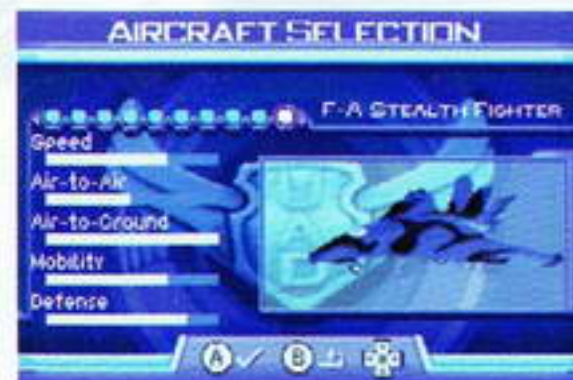 AIRCRAFT SELECTION
F-A STEALTH FIGHTER
Speed
Air-to-Air
Air-to-Ground
Mobility
Defense
A B